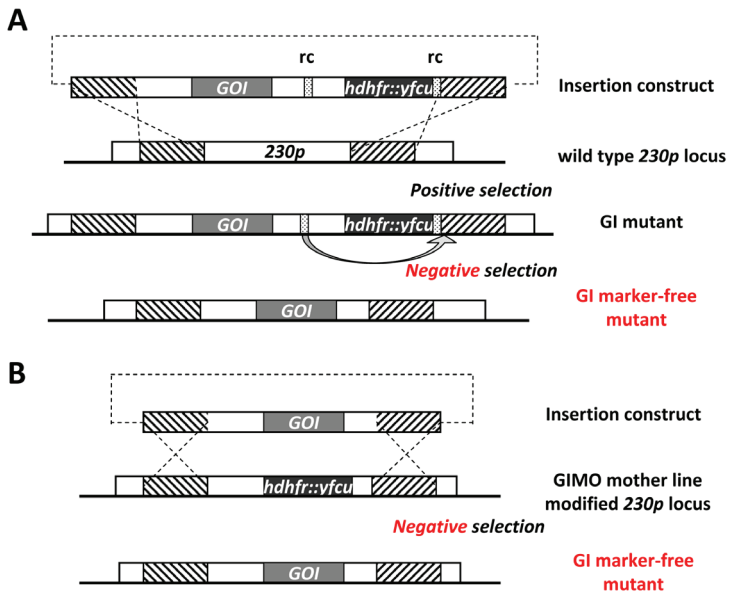 A
rc rc
GOI hdhfr::yfcu Insertion construct
230p wild type 230p locus
Positive selection
GOI hdhfr::yfcu GI mutant
Negative selection
GOI GI marker-free
mutant
B
GOI Insertion construct
hdhfr::yfcu GIMO mother line
modified 230p locus
Negative selection
GOI GI marker-free
mutant